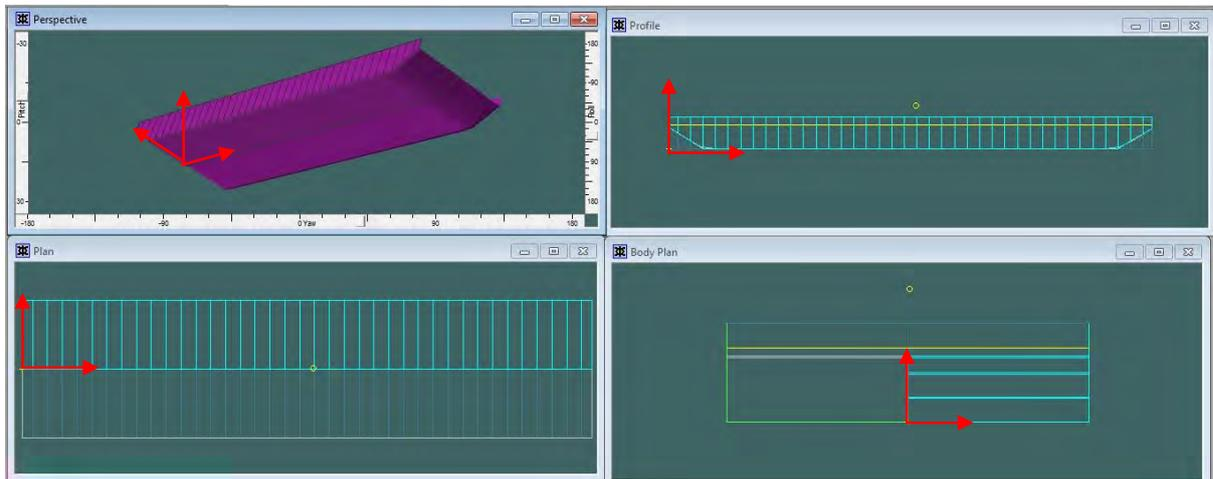 Perspective
-30
Pitch
0
30 -
-180
-90
0 Yaw
90
180
-180
-90
Roll
0
90
180
Profile
Plan
Body Plan